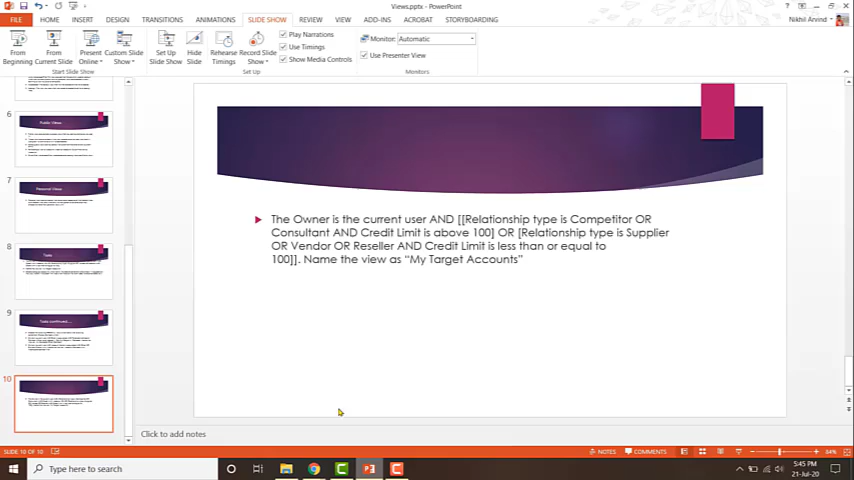 Views.pptx - PowerPoint
FILE HOME INSERT DESIGN TRANSITIONS ANIMATIONS SLIDE SHOW REVIEW VIEW ADD-INS ACROBAT STORYBOARDING
Nikhil Arvind
From Beginning
From Current Slide
Present Online
Custom Slide Show
Set Up Slide Show
Hide Slide
Rehearse Timings
Record Slide Show
Play Narrations
Use Timings
Show Media Controls
Monitor: Automatic
Use Presenter View
Start Slide Show Set Up Monitors
6
Public Views
7
Personal Views
8
Tasks
9
Tasks continued...
10
The Owner is the current user AND [[Relationship type is Competitor OR
Consultant AND Credit Limit is above 100] OR [Relationship type is Supplier
OR Vendor OR Reseller AND Credit Limit is less than or equal to
100]]. Name the view as “My Target Accounts”
Click to add notes
SLIDE 10 OF 10 NOTES COMMENTS 34%
Type here to search
5:45 PM
21-Jul-20